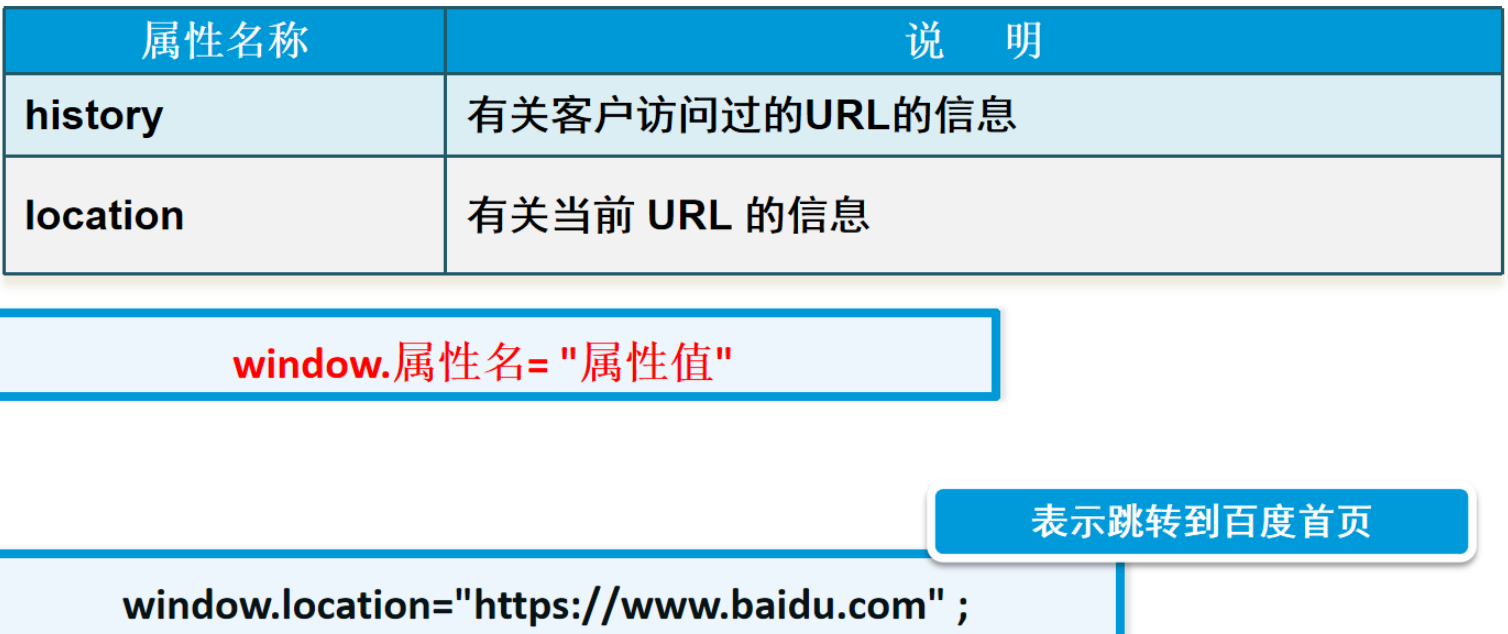 属性名称 说 明
history 有关客户访问过的URL的信息
location 有关当前 URL 的信息
window.属性名= "属性值"
表示跳转到百度首页
window.location="https://www.baidu.com" ;